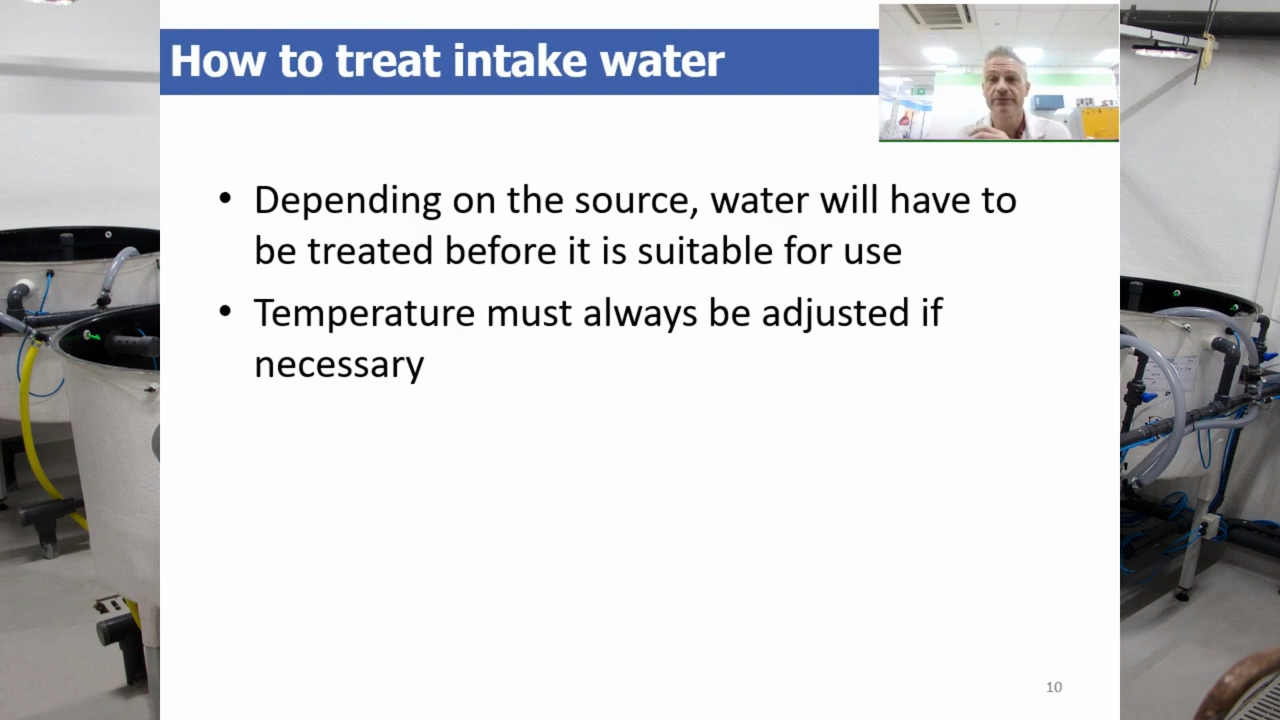 How to treat intake water
• Depending on the source, water will have to
be treated before it is suitable for use
• Temperature must always be adjusted if
necessary
10